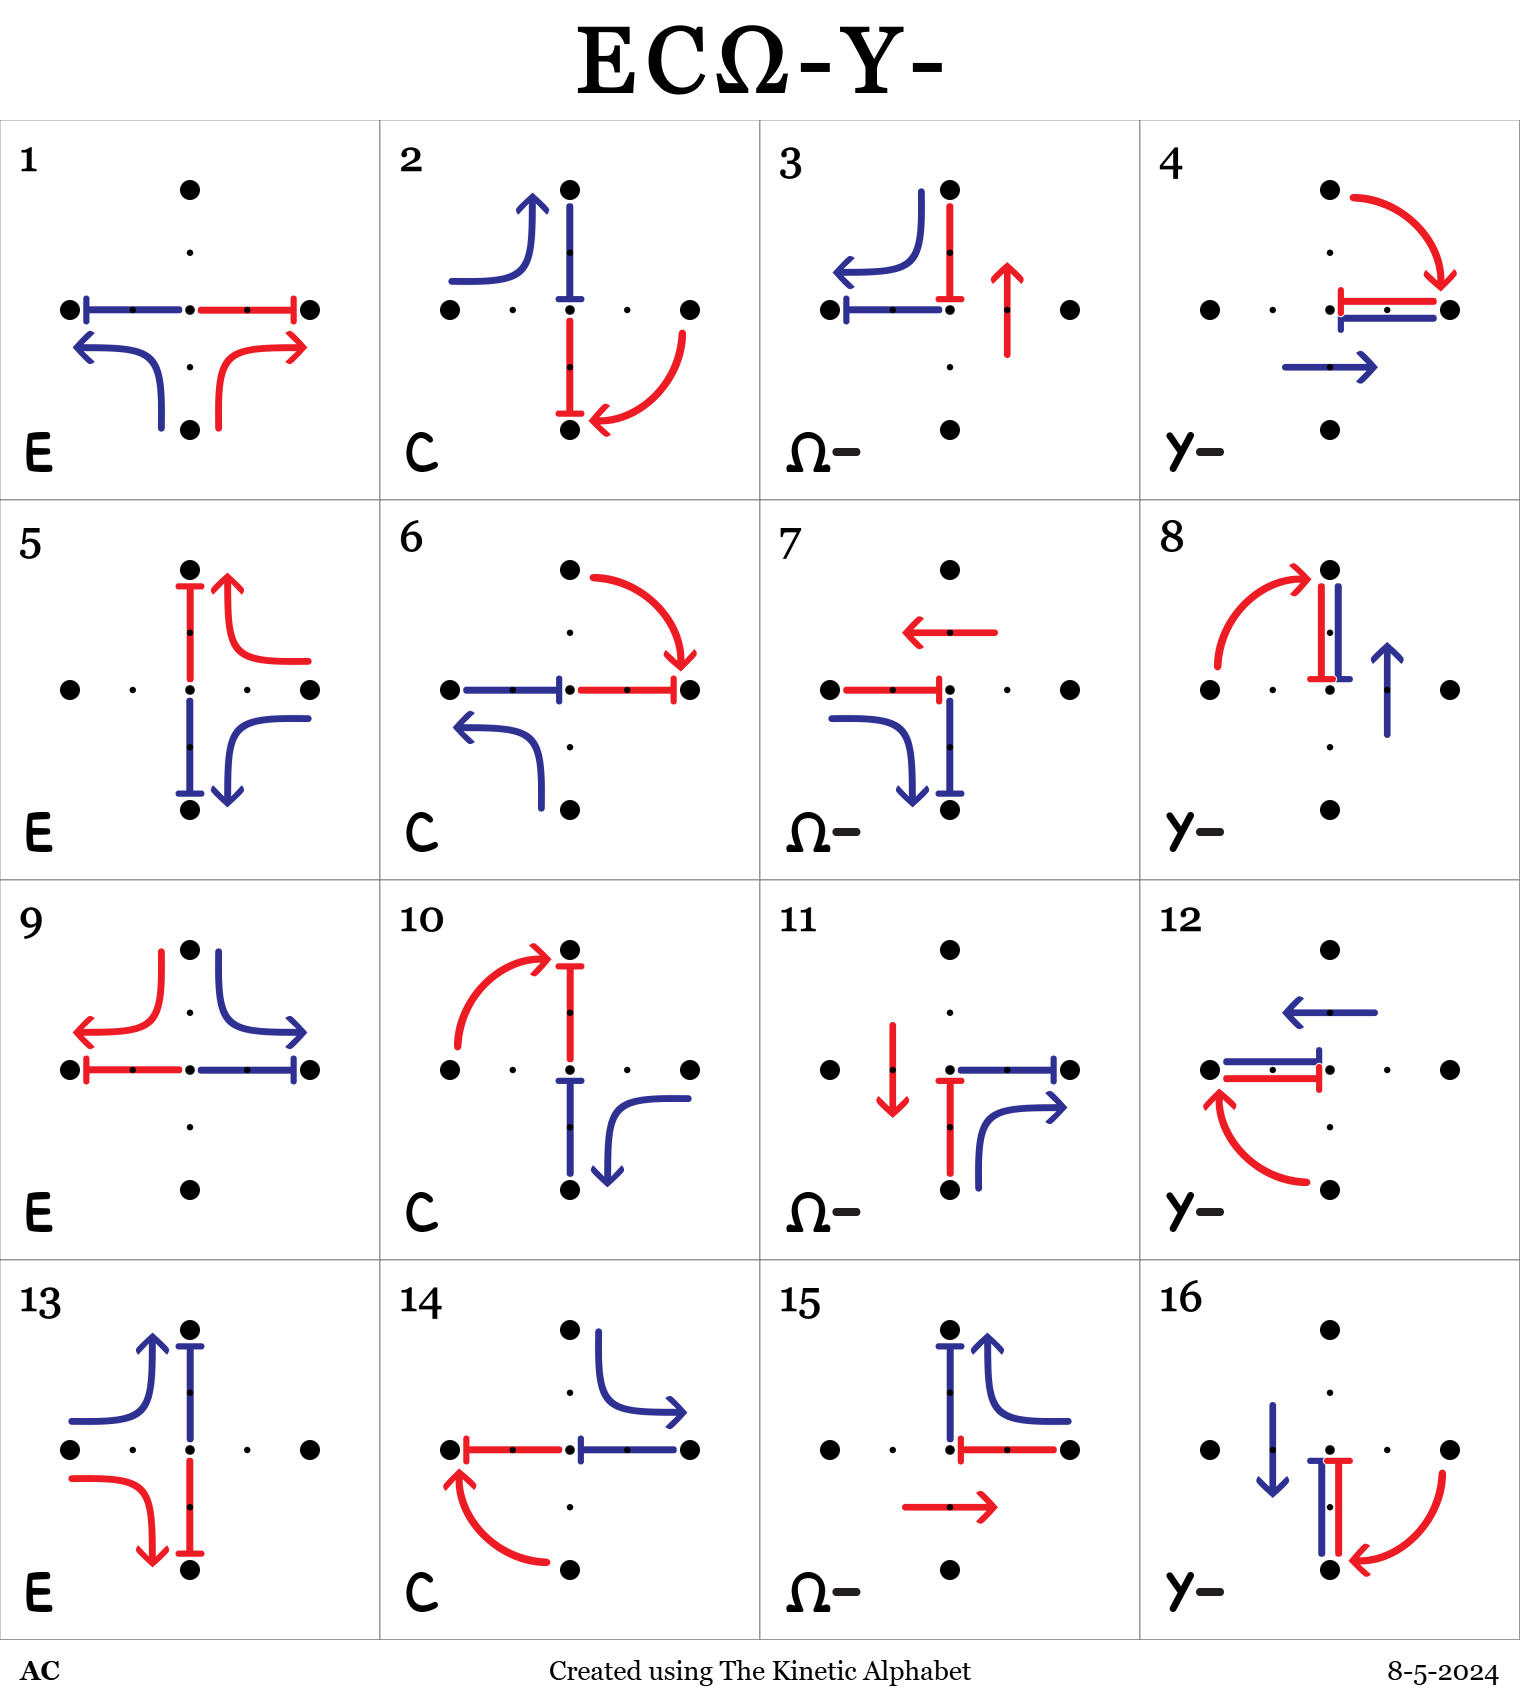 ECΩ-Y-
1 2 3 4
E C Ω- Y-
5 6 7 8
E C Ω- Y-
9 10 11 12
E C Ω- Y-
13 14 15 16
E C Ω- Y-
AC Created using The Kinetic Alphabet 8-5-2024